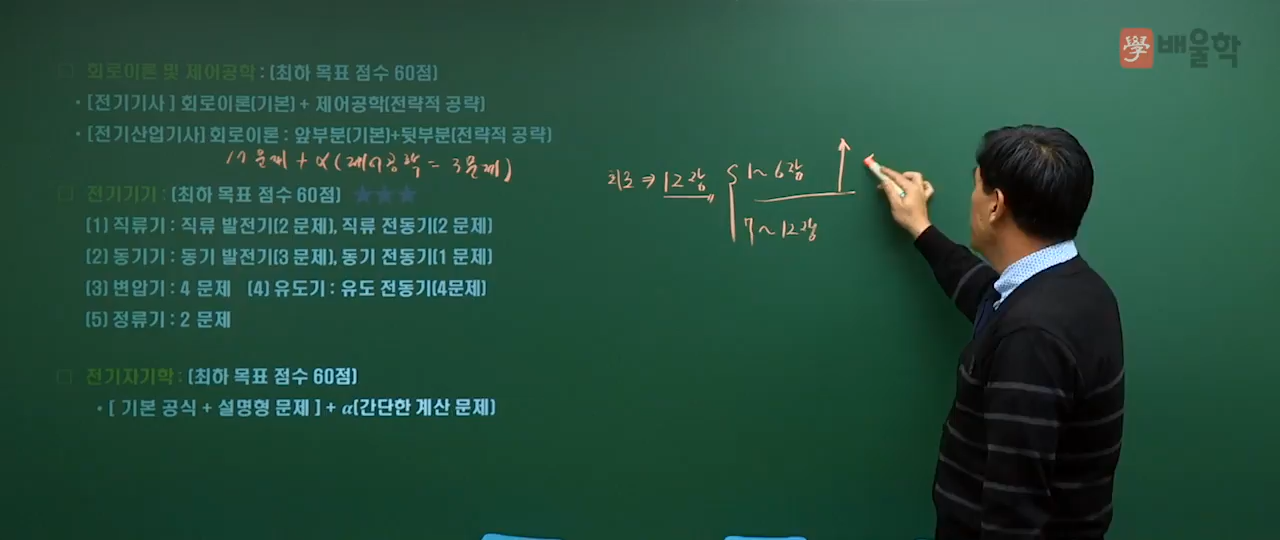 學 배울학
회로이론 및 제어공학 : (최하 목표 점수 60점)
• [전기기사 ] 회로이론(기본) + 제어공학(전략적 공략)
• [전기산업기사] 회로이론 : 앞부분(기본)+뒷부분(전략적 공략)
17문제 + α(제어공학 = 3문제)
전기기기 : (최하 목표 점수 60점) ★★★
(1) 직류기 : 직류 발전기(2 문제), 직류 전동기(2 문제)
(2) 동기기 : 동기 발전기(3 문제), 동기 전동기(1 문제)
(3) 변압기 : 4 문제 (4) 유도기 : 유도 전동기(4문제)
(5) 정류기 : 2 문제
전기자기학 : (최하 목표 점수 60점)
• [ 기본 공식 + 설명형 문제 ] + α(간단한 계산 문제)
회로 ⇒ 12장
1~6장
7~12장